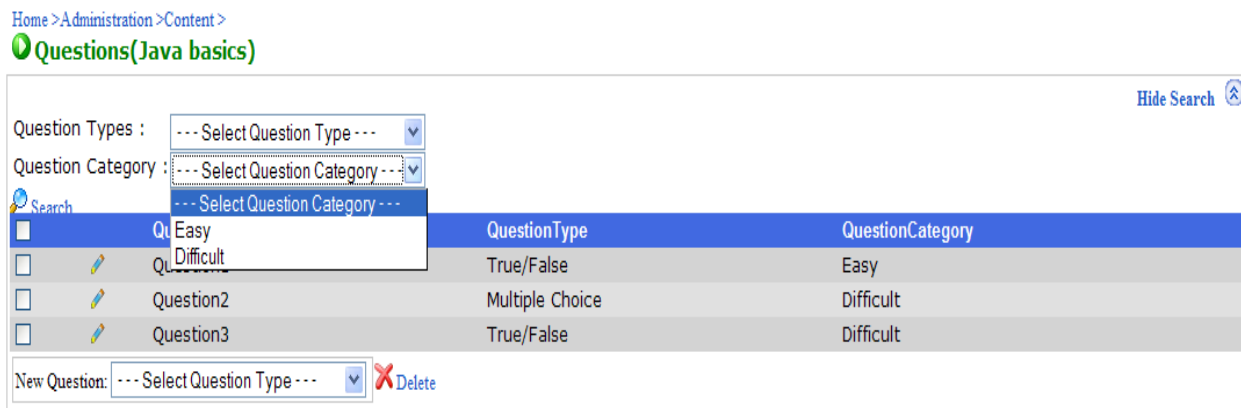 Home >Administration >Content >
Questions(Java basics)
Hide Search
Question Types : - - - Select Question Type - - -
Question Category : - - - Select Question Category - - -
- - - Select Question Category - - -
Easy
Difficult
Search
QuestionType QuestionCategory
True/False Easy
Question2 Multiple Choice Difficult
Question3 True/False Difficult
New Question: - - - Select Question Type - - - Delete